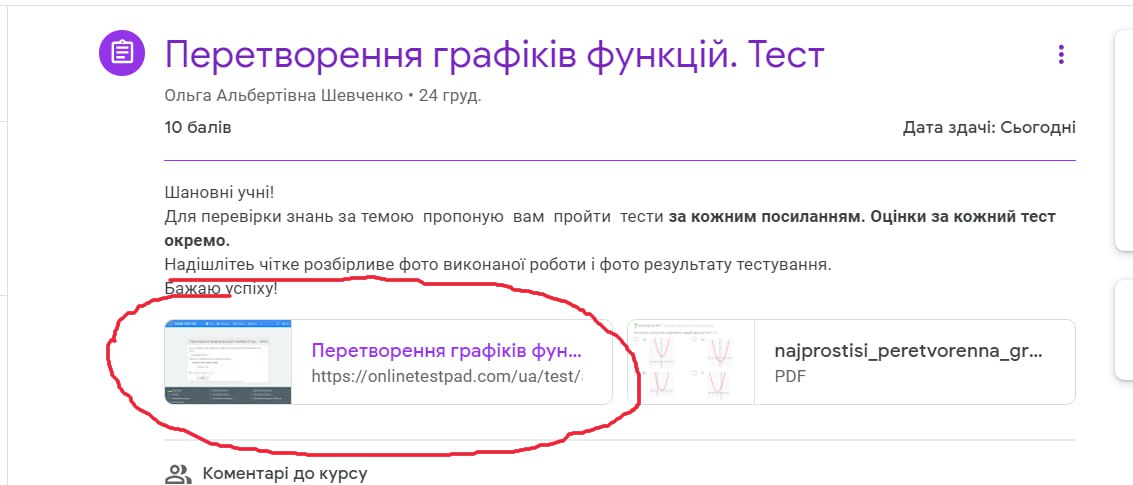 Перетворення графіків функцій. Тест
Ольга Альбертівна Шевченко • 24 груд.
10 балів
Дата здачі: Сьогодні
Шановні учні!
Для перевірки знань за темою пропоную вам пройти тести за кожним посиланням. Оцінки за кожний тест
окремо.
Надішлітеь чітке розбірливе фото виконаної роботи і фото результату тестування.
Бажаю успіху!
Перетворення графіків фун...
https://onlinetestpad.com/ua/test/
najprostisi_peretvorenna_gr...
PDF
Коментарі до курсу